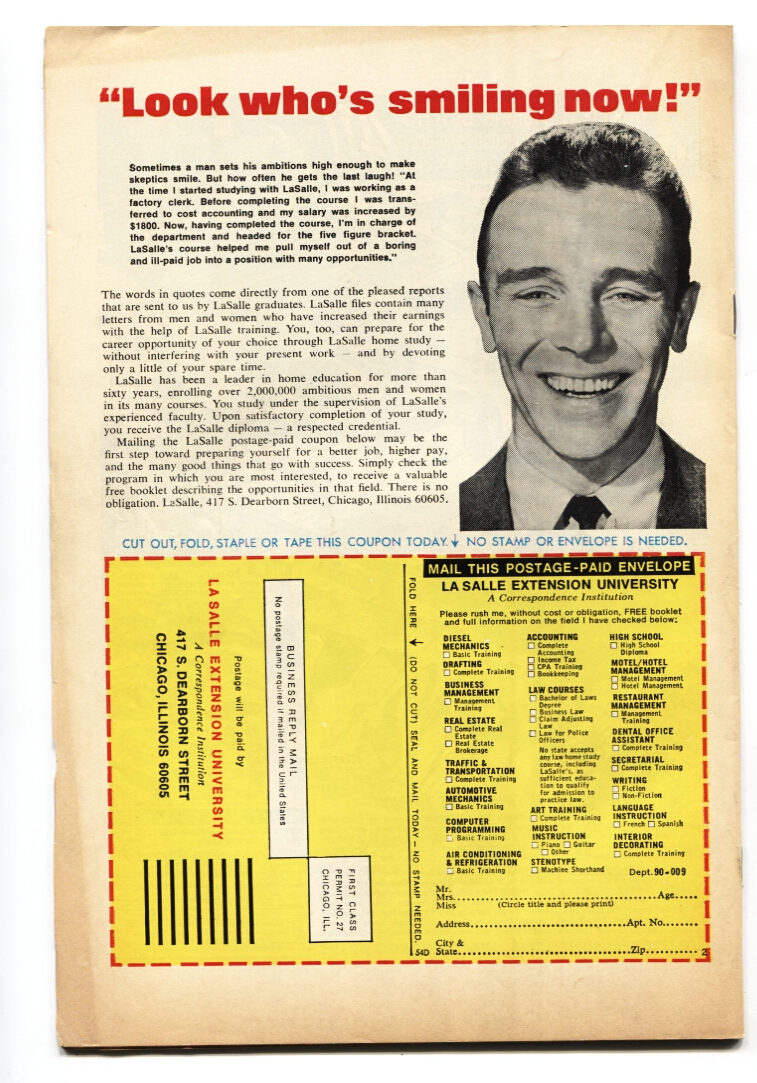 “Look who’s smiling now!”
Sometimes a man sets his ambitions high enough to make
skeptics smile. But how often he gets the last laugh! “At
the time I started studying with LaSalle, I was working as a
factory clerk. Before completing the course I was trans-
ferred to cost accounting and my salary was increased by
$1800. Now, having completed the course, I’m in charge of
the department and headed for the five figure bracket.
LaSalle’s course helped me pull myself out of a boring
and ill-paid job into a position with many opportunities.”
The words in quotes come directly from one of the pleased reports
that are sent to us by LaSalle graduates. LaSalle files contain many
letters from men and women who have increased their earnings
with the help of LaSalle training. You, too, can prepare for the
career opportunity of your choice through LaSalle home study —
without interfering with your present work — and by devoting
only a little of your spare time.
LaSalle has been a leader in home education for more than
sixty years, enrolling over 2,000,000 ambitious men and women
in its many courses. You study under the supervision of LaSalle’s
experienced faculty. Upon satisfactory completion of your study,
you receive the LaSalle diploma — a respected credential.
Mailing the LaSalle postage-paid coupon below may be the
first step toward preparing yourself for a better job, higher pay,
and the many good things that go with success. Simply check the
program in which you are most interested, to receive a valuable
free booklet describing the opportunities in that field. There is no
obligation. LaSalle, 417 S. Dearborn Street, Chicago, Illinois 60605.
CUT OUT, FOLD, STAPLE OR TAPE THIS COUPON TODAY. NO STAMP OR ENVELOPE IS NEEDED.
FIRST CLASS
PERMIT NO. 27
CHICAGO, ILL.
BUSINESS REPLY MAIL
No postage stamp required if mailed in the United States
Postage will be paid by
LA SALLE EXTENSION UNIVERSITY
A Correspondence Institution
417 S. DEARBORN STREET
CHICAGO, ILLINOIS 60605
FOLD HERE (DO NOT CUT) SEAL AND MAIL TODAY — NO STAMP NEEDED.
MAIL THIS POSTAGE-PAID ENVELOPE
LA SALLE EXTENSION UNIVERSITY
A Correspondence Institution
Please rush me, without cost or obligation, FREE booklet
and full information on the field I have checked below:
DIESEL
MECHANICS
Basic Training
DRAFTING
Complete Training
BUSINESS
MANAGEMENT
Management
Training
REAL ESTATE
Complete Real
Estate
Real Estate
Brokerage
TRAFFIC &
TRANSPORTATION
Complete Training
AUTOMOTIVE
MECHANICS
Basic Training
COMPUTER
PROGRAMMING
Basic Training
AIR CONDITIONING
& REFRIGERATION
Basic Training
ACCOUNTING
Complete
Accounting
Income Tax
CPA Training
Bookkeeping
LAW COURSES
Bachelor of Laws
Degree
Business Law
Claim Adjusting
Law
Law for Police
Officers
No state accepts
any law home study
course, including
LaSalle’s, as
sufficient educa-
tion to qualify
for admission to
practice law.
ART TRAINING
Complete Training
MUSIC
INSTRUCTION
Piano Guitar
Other
STENOTYPE
Machine Shorthand
HIGH SCHOOL
High School
Diploma
MOTEL/HOTEL
MANAGEMENT
Motel Management
Hotel Management
RESTAURANT
MANAGEMENT
Management
Training
DENTAL OFFICE
ASSISTANT
Complete Training
SECRETARIAL
Complete Training
WRITING
Fiction
Non-Fiction
LANGUAGE
INSTRUCTION
French Spanish
INTERIOR
DECORATING
Complete Training
Dept. 90-009
Mr.
Mrs. Age
Miss (Circle title and please print)
Address Apt. No.
City &
54D State Zip 2